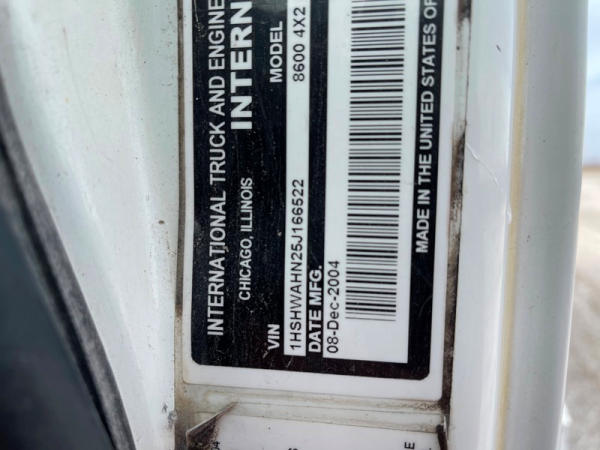 INTERNATIONAL TRUCK AND ENGINE
CHICAGO, ILLINOIS INTERN
VIN MODEL
1HSHWAHN25J166522 8600 4X2
DATE MFG.
08-Dec-2004
MADE IN THE UNITED STATES OF